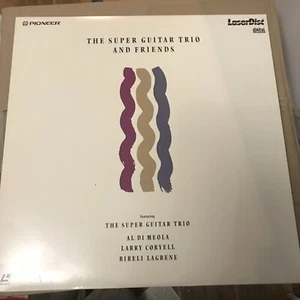 PIONEER
LaserDisc
THE SUPER GUITAR TRIO
AND FRIENDS
featuring
THE SUPER GUITAR TRIO
AL DI MEOLA
LARRY CORYELL
BIRELI LAGRENE